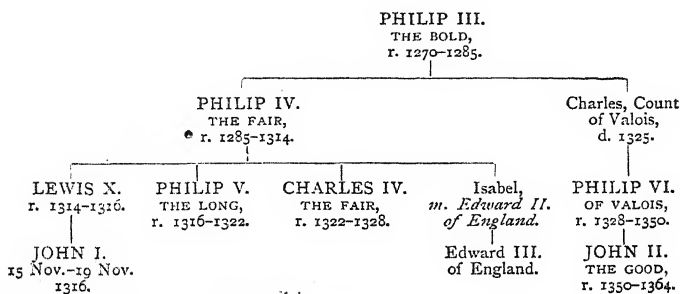 PHILIP III.
THE BOLD,
r. 1270–1285.
PHILIP IV.
THE FAIR,
r. 1285–1314.
Charles, Count
of Valois,
d. 1325.
LEWIS X.
r. 1314–1316.
PHILIP V.
THE LONG,
r. 1316–1322.
CHARLES IV.
THE FAIR,
r. 1322–1328.
Isabel,
m. Edward II.
of England.
PHILIP VI.
OF VALOIS,
r. 1328–1350.
JOHN I.
15 Nov.–19 Nov.
1316.
Edward III.
of England.
JOHN II.
THE GOOD,
r. 1350–1364.